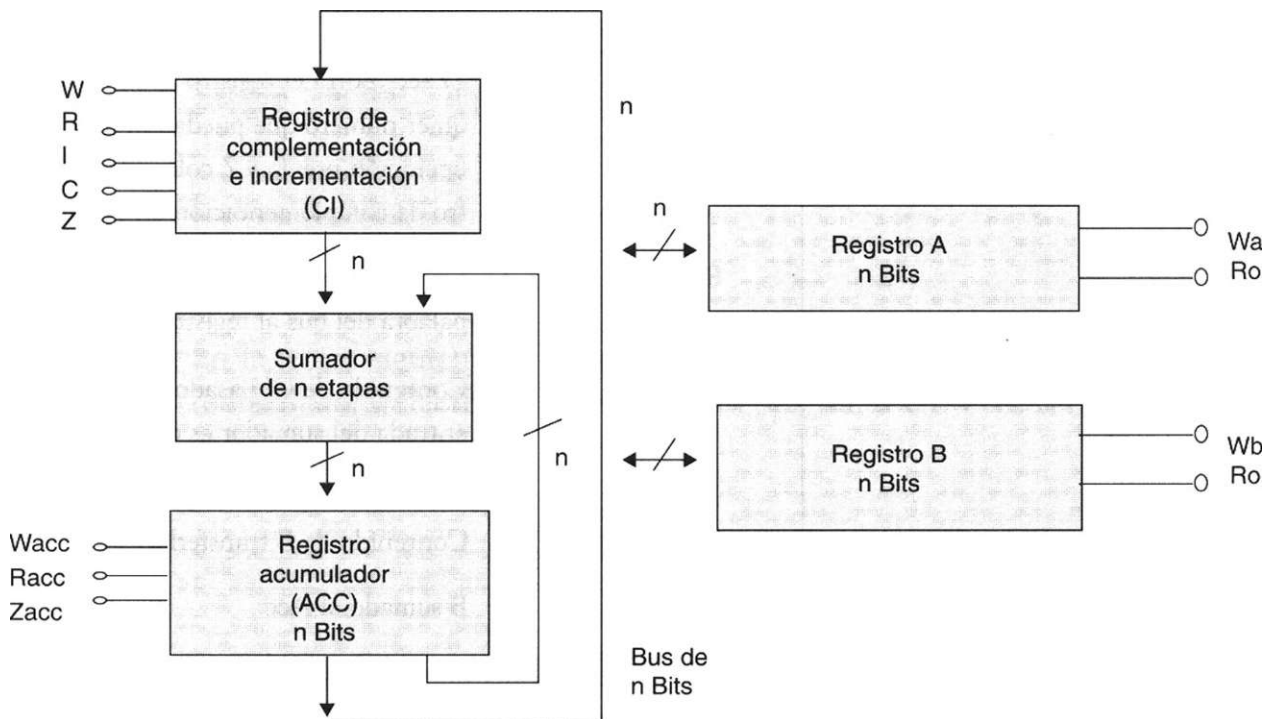 W
R
I
C
Z
Registro de
complementación
e incrementación
(CI)
n
n
n
Registro A
n Bits
Wa
Ro
Sumador
de n etapas
n
n
Registro B
n Bits
Wb
Ro
Wacc
Racc
Zacc
Registro
acumulador
(ACC)
n Bits
Bus de
n Bits